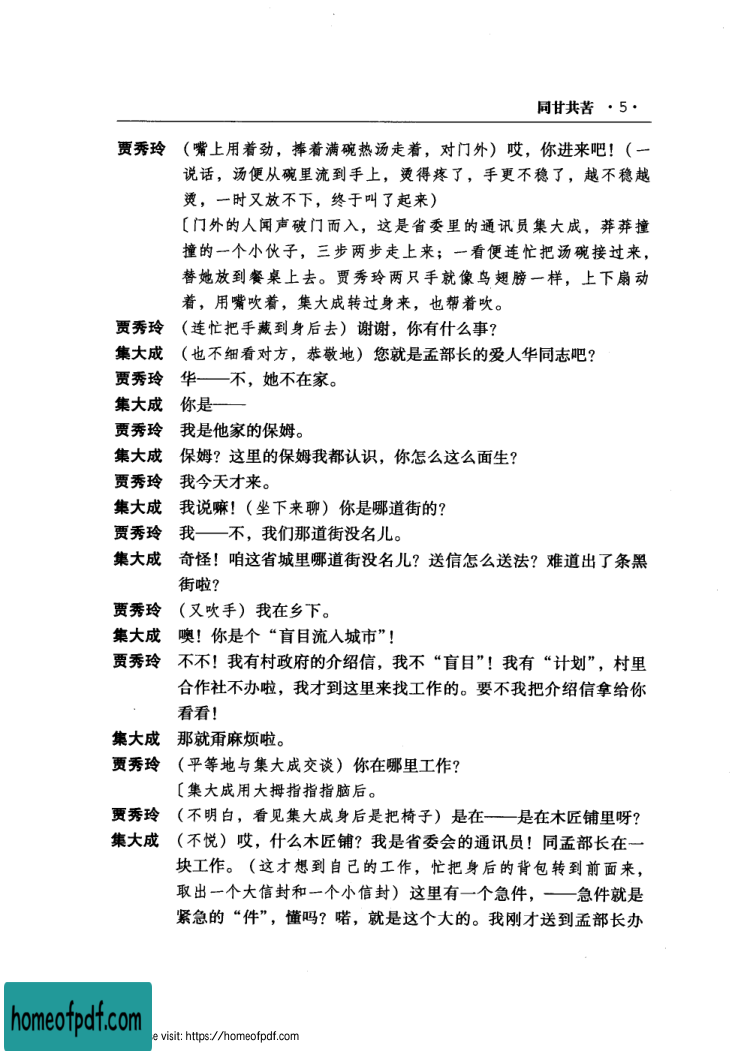 同甘共苦 ·5·
贾秀玲 （嘴上用着劲，捧着满碗热汤走着，对门外）哎，你进来吧！（一
说话，汤便从碗里流到手上，烫得疼了，手更不稳了，越不稳越
烫，一时又放不下，终于叫了起来）
〔门外的人闻声破门而入，这是省委里的通讯员集大成，莽莽撞
撞的一个小伙子，三步两步走上来；一看便连忙把汤碗接过来，
替她放到餐桌上去。贾秀玲两只手就像鸟翅膀一样，上下扇动
着，用嘴吹着，集大成转过身来，也帮着吹。
贾秀玲 （连忙把手藏到身后去）谢谢，你有什么事？
集大成 （也不细看对方，恭敬地）您就是孟部长的爱人华同志吧？
贾秀玲 华——不，她不在家。
集大成 你是——
贾秀玲 我是他家的保姆。
集大成 保姆？这里的保姆我都认识，你怎么这么面生？
贾秀玲 我今天才来。
集大成 我说嘛！（坐下来聊）你是哪道街的？
贾秀玲 我——不，我们那道街没名儿。
集大成 奇怪！咱这省城里哪道街没名儿？送信怎么送法？难道出了条黑
街啦？
贾秀玲 （又吹手）我在乡下。
集大成 噢！你是个“盲目流入城市”！
贾秀玲 不不！我有村政府的介绍信，我不“盲目”！我有“计划”，村里
合作社不办啦，我才到这里来找工作的。要不我把介绍信拿给你
看看！
集大成 那就甭麻烦啦。
贾秀玲 （平等地与集大成交谈）你在哪里工作？
〔集大成用大拇指指指脑后。
贾秀玲 （不明白，看见集大成身后是把椅子）是在——是在木匠铺里呀？
集大成 （不悦）哎，什么木匠铺？我是省委会的通讯员！同孟部长在一
块工作。（这才想到自己的工作，忙把身后的背包转到前面来，
取出一个大信封和一个小信封）这里有一个急件，——急件就是
紧急的“件”，懂吗？喏，就是这个大的。我刚才送到孟部长办
homeofpdf.com
e visit: https://homeofpdf.com